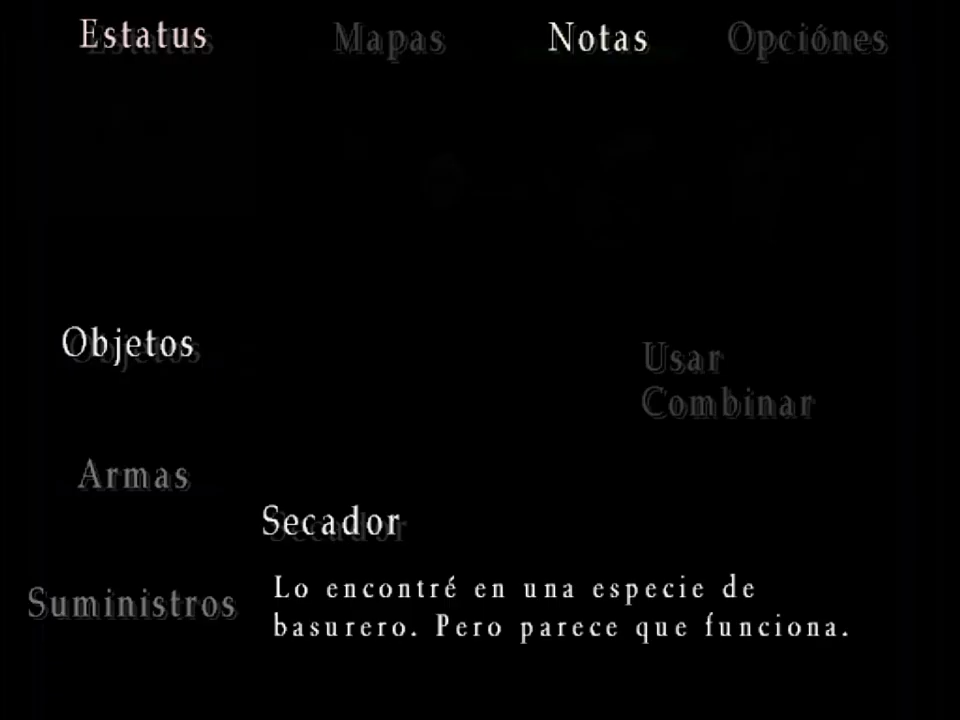 Estatus Mapas Notas Opciónes
Objetos
Usar
Combinar
Armas
Secador
Suministros
Lo encontré en una especie de
basurero. Pero parece que funciona.